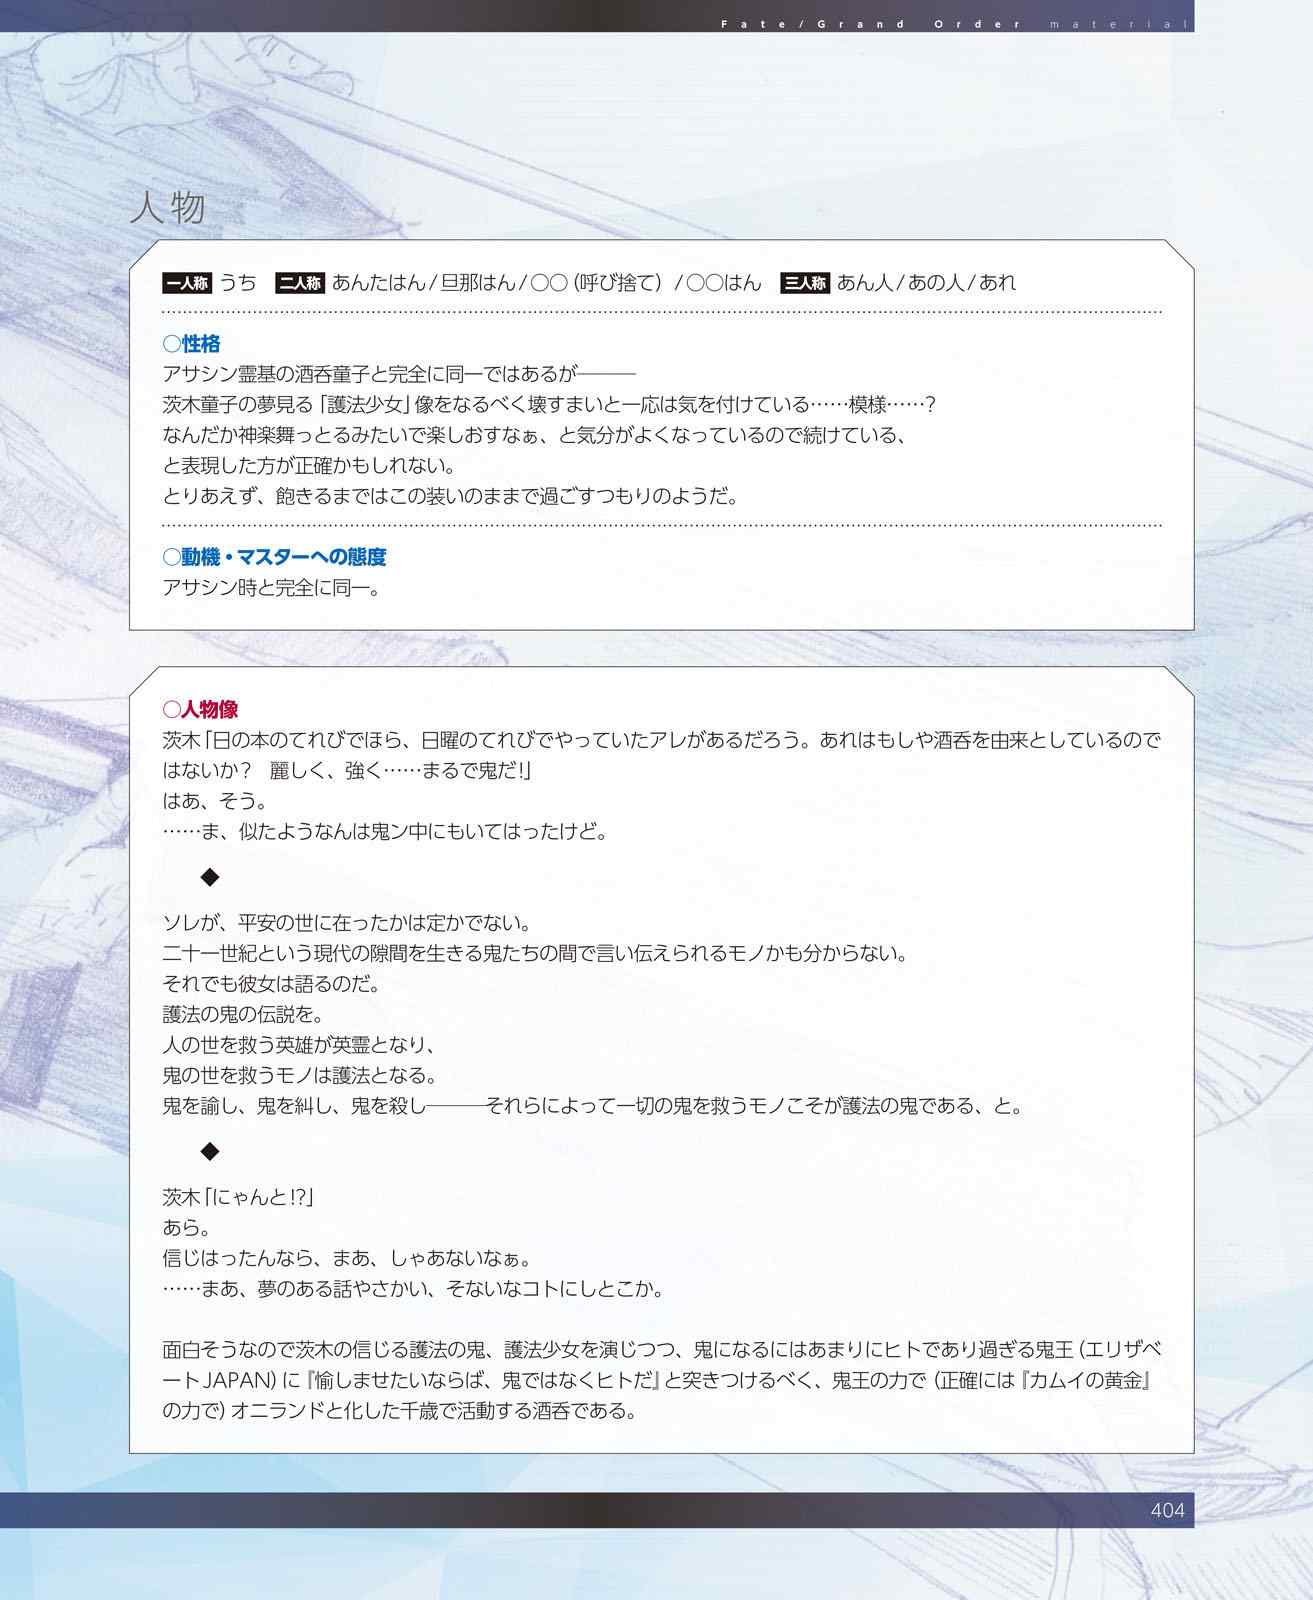 Fate/Grand Order material
人物
一人称 うち 二人称 あんたはん/旦那はん/○○(呼び捨て)/○○はん 三人称 あん人/あの人/あれ
○性格
アサシン霊基の酒呑童子と完全に同一ではあるが―――
茨木童子の夢見る「護法少女」像をなるべく壊すまいと一応は気を付けている……模様……?
なんだか神楽舞っとるみたいで楽しおすなぁ、と気分がよくなっているので続けている、
と表現した方が正確かもしれない。
とりあえず、飽きるまではこの装いのままで過ごすつもりのようだ。
○動機・マスターへの態度
アサシン時と完全に同一。
○人物像
茨木「日の本のてれびでほら、日曜のてれびでやっていたアレがあるだろう。あれはもしや酒呑を由来としているので
はないか? 麗しく、強く……まるで鬼だ!」
はあ、そう。
……ま、似たようなんは鬼ン中にもいてはったけど。
◆
ソレが、平安の世に在ったかは定かでない。
二十一世紀という現代の隙間を生きる鬼たちの間で言い伝えられるモノかも分からない。
それでも彼女は語るのだ。
護法の鬼の伝説を。
人の世を救う英雄が英霊となり、
鬼の世を救うモノは護法となる。
鬼を諭し、鬼を糾し、鬼を殺し―――それらによって一切の鬼を救うモノこそが護法の鬼である、と。
◆
茨木「にゃんと!?」
あら。
信じはったんなら、まあ、しゃあないなぁ。
……まあ、夢のある話やさかい、そないなコトにしとこか。
面白そうなので茨木の信じる護法の鬼、護法少女を演じつつ、鬼になるにはあまりにヒトであり過ぎる鬼王(エリザベ
ートJAPAN)に『愉しませたいならば、鬼ではなくヒトだ』と突きつけるべく、鬼王の力で(正確には『カムイの黄金』
の力で)オニランドと化した千歳で活動する酒呑である。
404